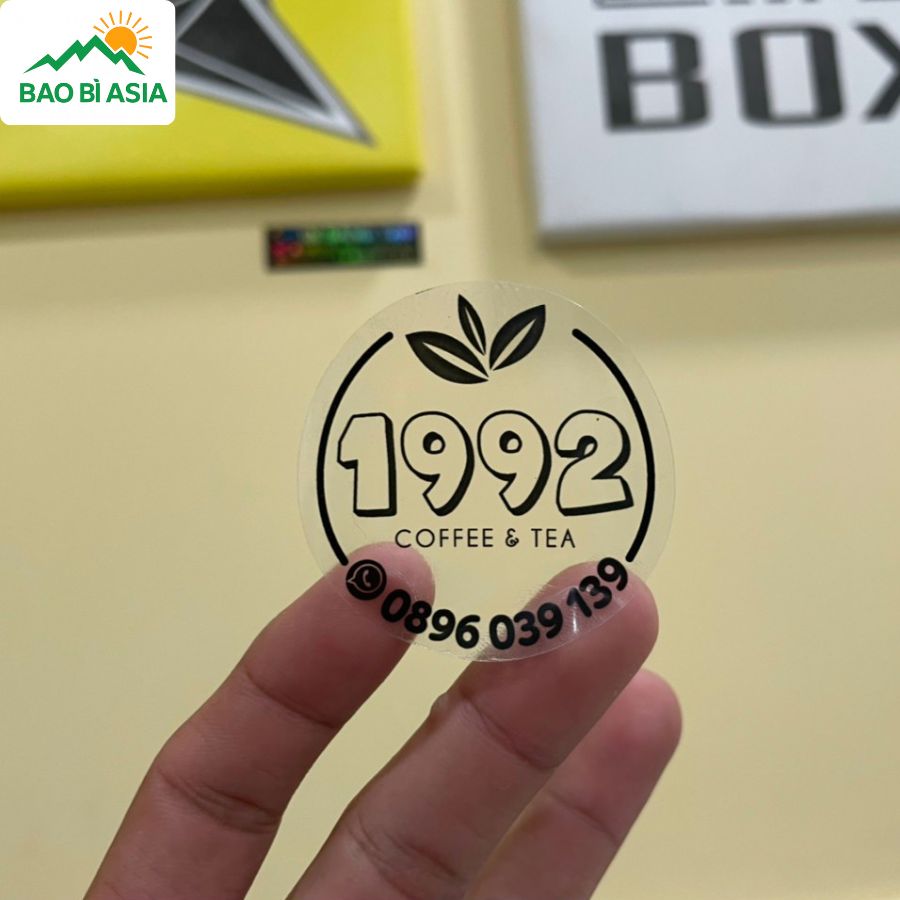 BAO BÌ ASIA
BOX
1992
COFFEE & TEA
0896 039 139